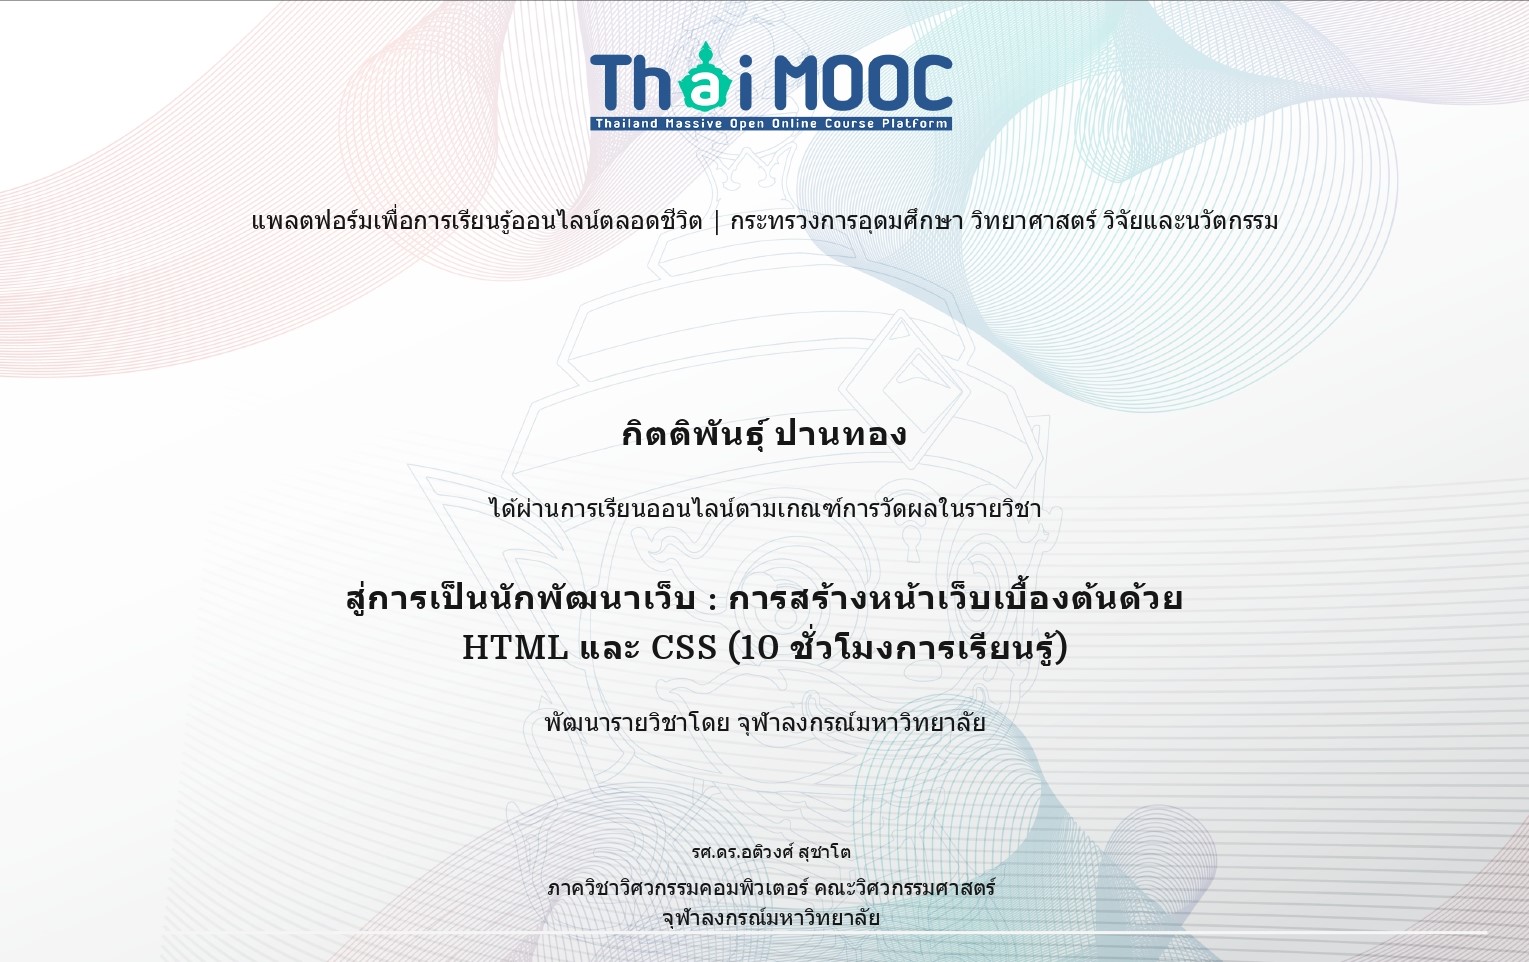 Thai MOOC
Thailand Massive Open Online Course Platform
แพลตฟอร์มเพื่อการเรียนรู้ออนไลน์ตลอดชีวิต | กระทรวงการอุดมศึกษา วิทยาศาสตร์ วิจัยและนวัตกรรม
กิตติพันธุ์ ปานทอง
ได้ผ่านการเรียนออนไลน์ตามเกณฑ์การวัดผลในรายวิชา
สู่การเป็นนักพัฒนาเว็บ : การสร้างหน้าเว็บเบื้องต้นด้วย
HTML และ CSS (10 ชั่วโมงการเรียนรู้)
พัฒนารายวิชาโดย จุฬาลงกรณ์มหาวิทยาลัย
รศ.ดร.อติวงศ์ สุชาโต
ภาควิชาวิศวกรรมคอมพิวเตอร์ คณะวิศวกรรมศาสตร์
จุฬาลงกรณ์มหาวิทยาลัย